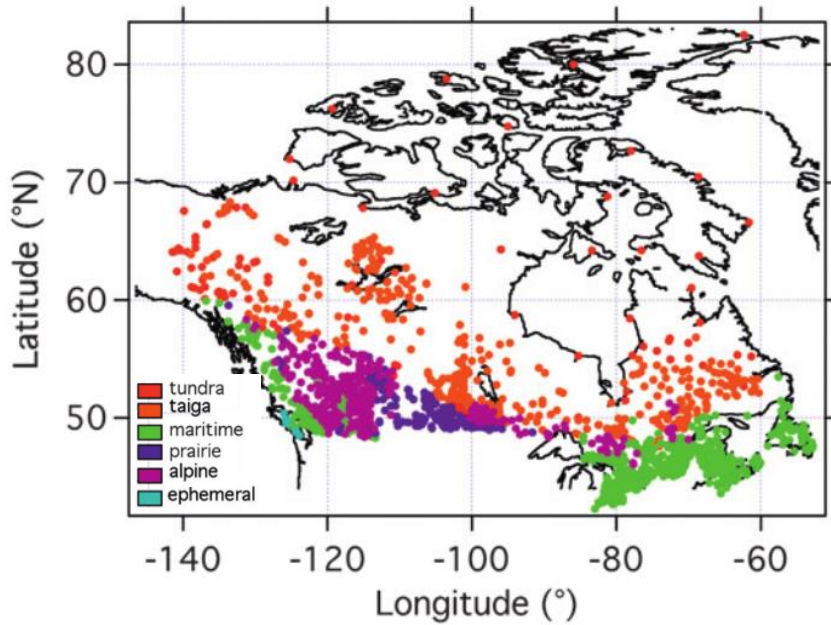 80
70
60
50
Latitude (°N)
tundra
taiga
maritime
prairie
alpine
ephemeral
-140
-120
-100
-80
-60
Longitude (°)